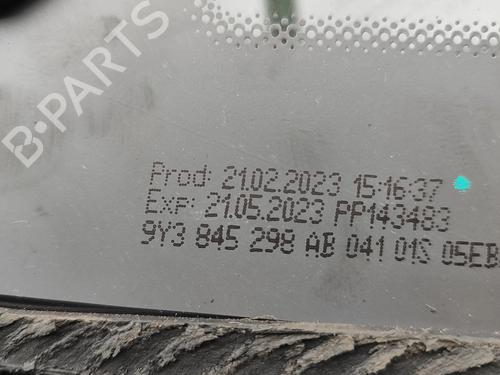 B-PARTS
Prod: 21.02.2023 15:16:37
Exp: 21.05.2023 PP143483
9Y3 845 298 AB 041 01S 05EB